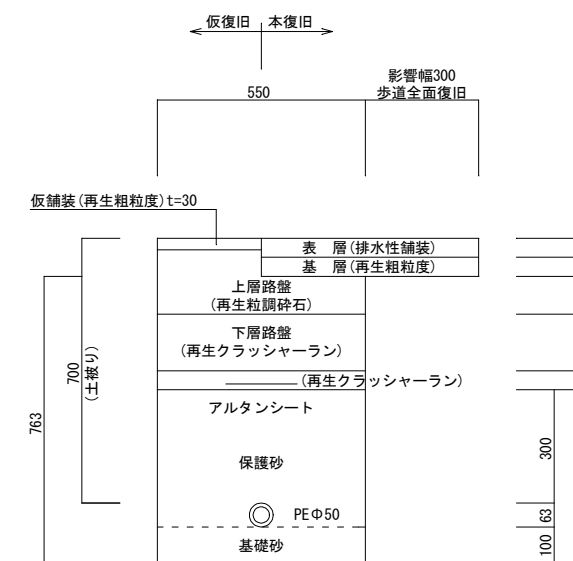 仮復旧 本復旧
影響幅300
歩道全面復旧
550
仮舗装(再生粗粒度)t=30
表 層(排水性舗装)
基 層(再生粗粒度)
上層路盤
(再生粒調砕石)
下層路盤
(再生クラッシャーラン)
(再生クラッシャーラン)
アルタンシート
保護砂
PEΦ50
基礎砂
700
(土被り)
763
300
63
100